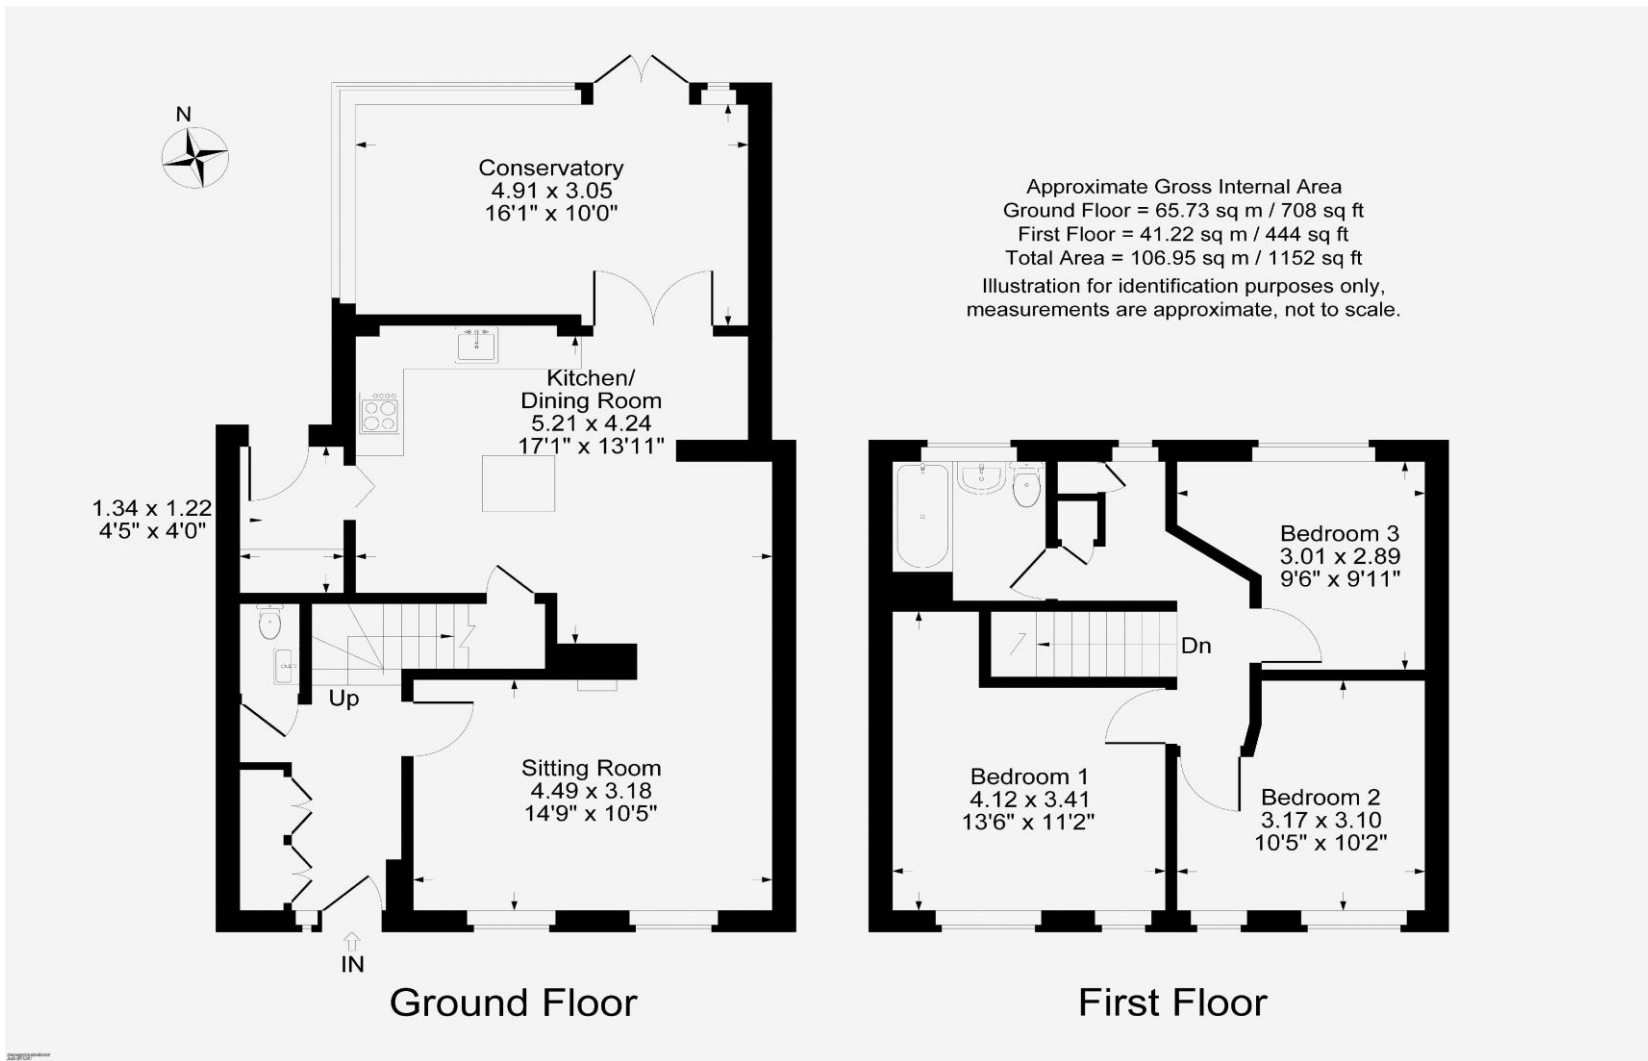 N
Conservatory
4.91 x 3.05
16'1" x 10'0"
Approximate Gross Internal Area
Ground Floor = 65.73 sq m / 708 sq ft
First Floor = 41.22 sq m / 444 sq ft
Total Area = 106.95 sq m / 1152 sq ft
Illustration for identification purposes only,
measurements are approximate, not to scale.
Kitchen/
Dining Room
5.21 x 4.24
17'1" x 13'11"
1.34 x 1.22
4'5" x 4'0"
Up
Sitting Room
4.49 x 3.18
14'9" x 10'5"
IN
Ground Floor
Bedroom 3
3.01 x 2.89
9'6" x 9'11"
Dn
Bedroom 1
4.12 x 3.41
13'6" x 11'2"
Bedroom 2
3.17 x 3.10
10'5" x 10'2"
First Floor